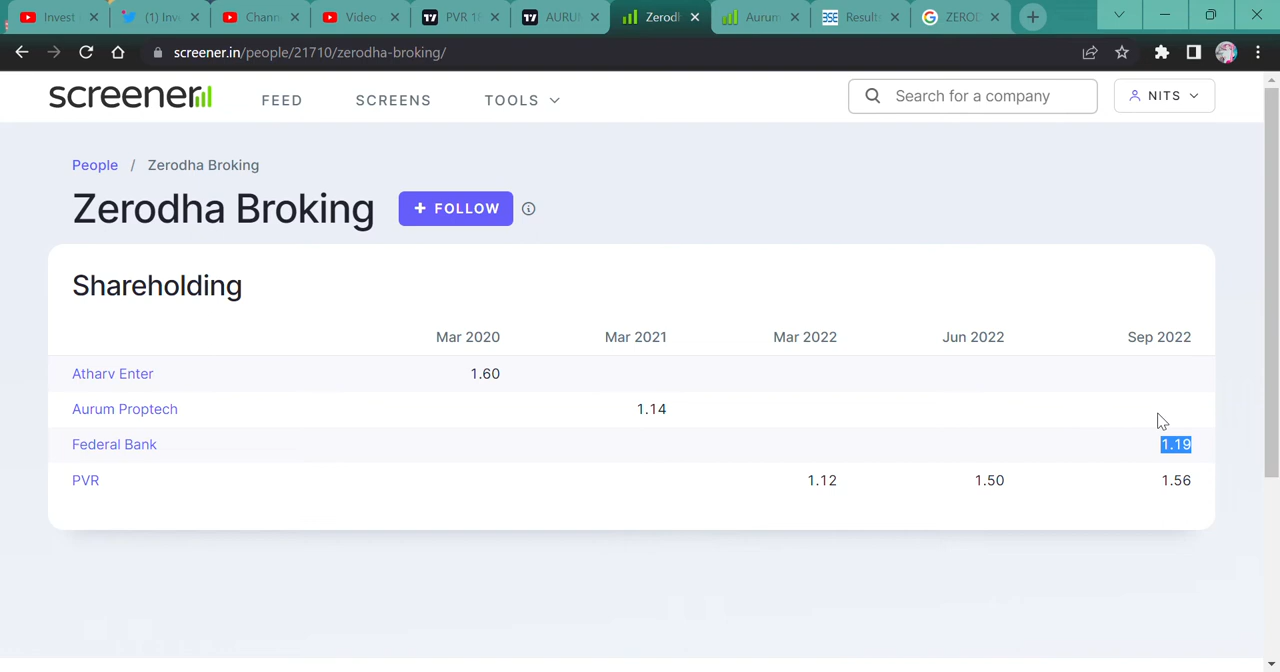 Invest
(1) Inv
Chann
Video
PVR 1
AURU
Zerodh
Aurum
BSE Result
ZEROD
screener.in/people/21710/zerodha-broking/
screener
FEED
SCREENS
TOOLS
Search for a company
NITS
People / Zerodha Broking
Zerodha Broking
+ FOLLOW
Shareholding
Mar 2020 Mar 2021 Mar 2022 Jun 2022 Sep 2022
Atharv Enter 1.60
Aurum Proptech 1.14
Federal Bank 1.19
PVR 1.12 1.50 1.56